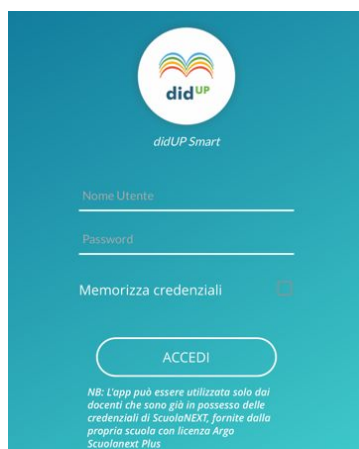 didUP
didUP Smart
Nome Utente
Password
Memorizza credenziali
ACCEDI
NB: L'app può essere utilizzata solo dai
docenti che sono già in possesso delle
credenziali di ScuolaNEXT, fornite dalla
propria scuola con licenza Argo
Scuolanext Plus